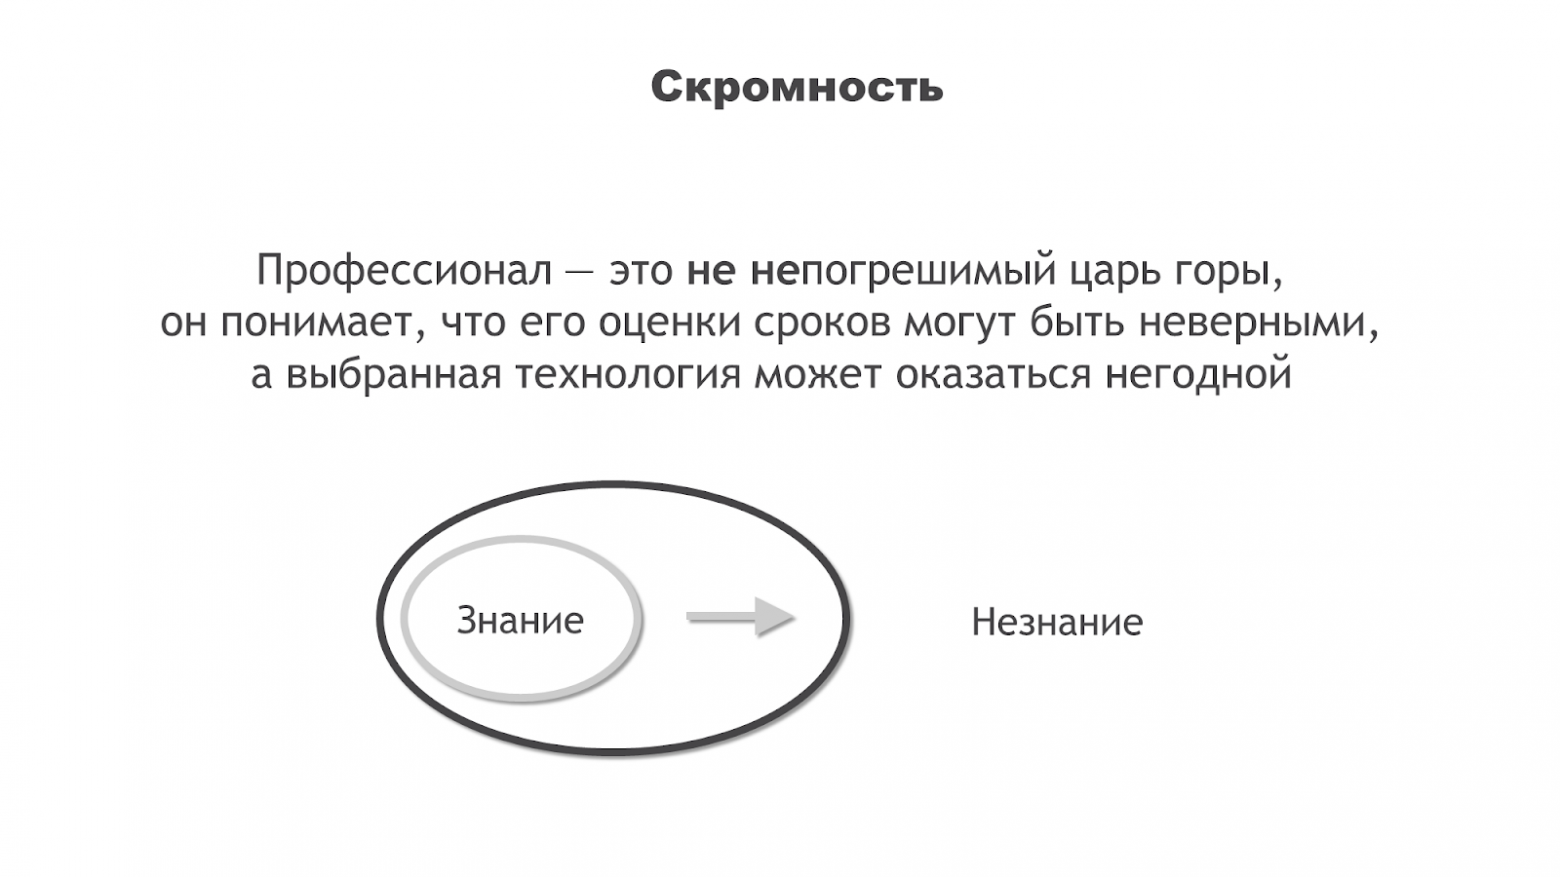 Скромность
Профессионал — это не непогрешимый царь горы,
он понимает, что его оценки сроков могут быть неверными,
а выбранная технология может оказаться негодной
Знание
Незнание